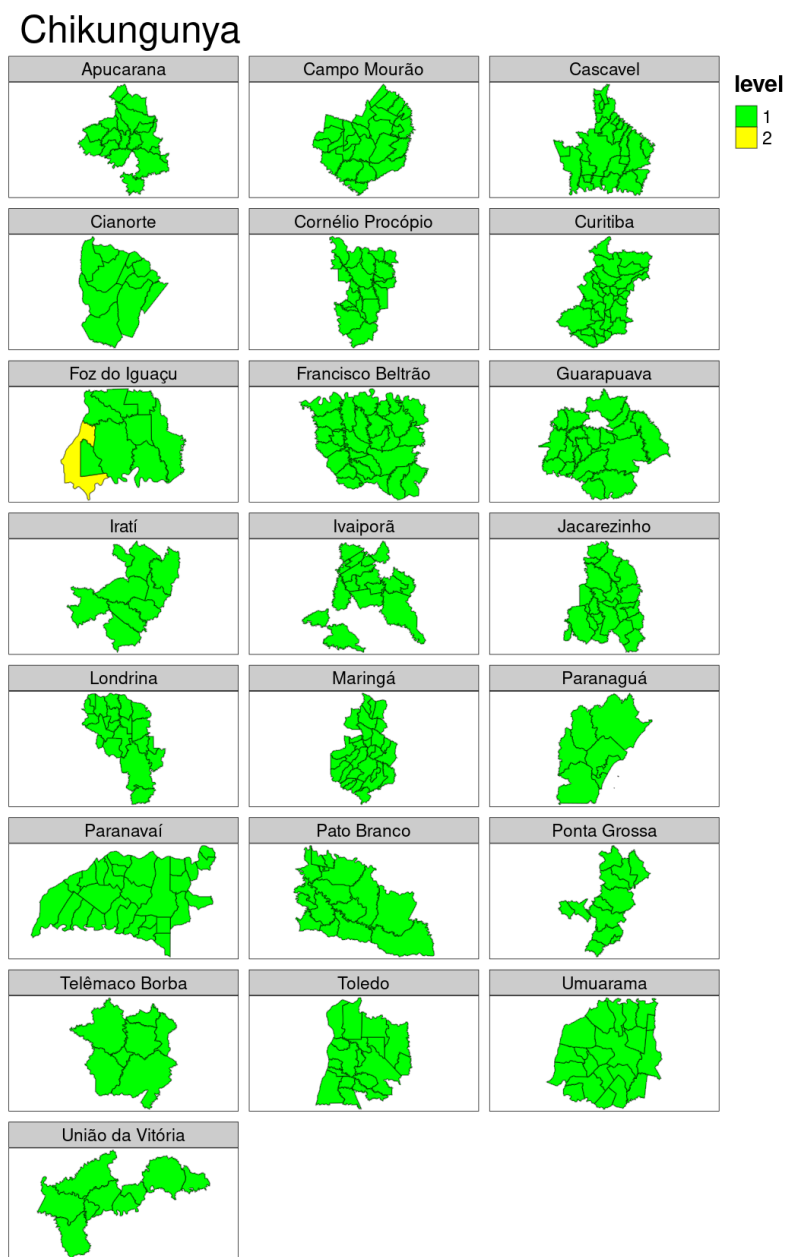 Chikungunya
Apucarana
Campo Mourão
Cascavel
level
1
2
Cianorte
Cornélio Procópio
Curitiba
Foz do Iguaçu
Francisco Beltrão
Guarapuava
Iratí
Ivaiporã
Jacarezinho
Londrina
Maringá
Paranaguá
Paranavaí
Pato Branco
Ponta Grossa
Telêmaco Borba
Toledo
Umuarama
União da Vitória